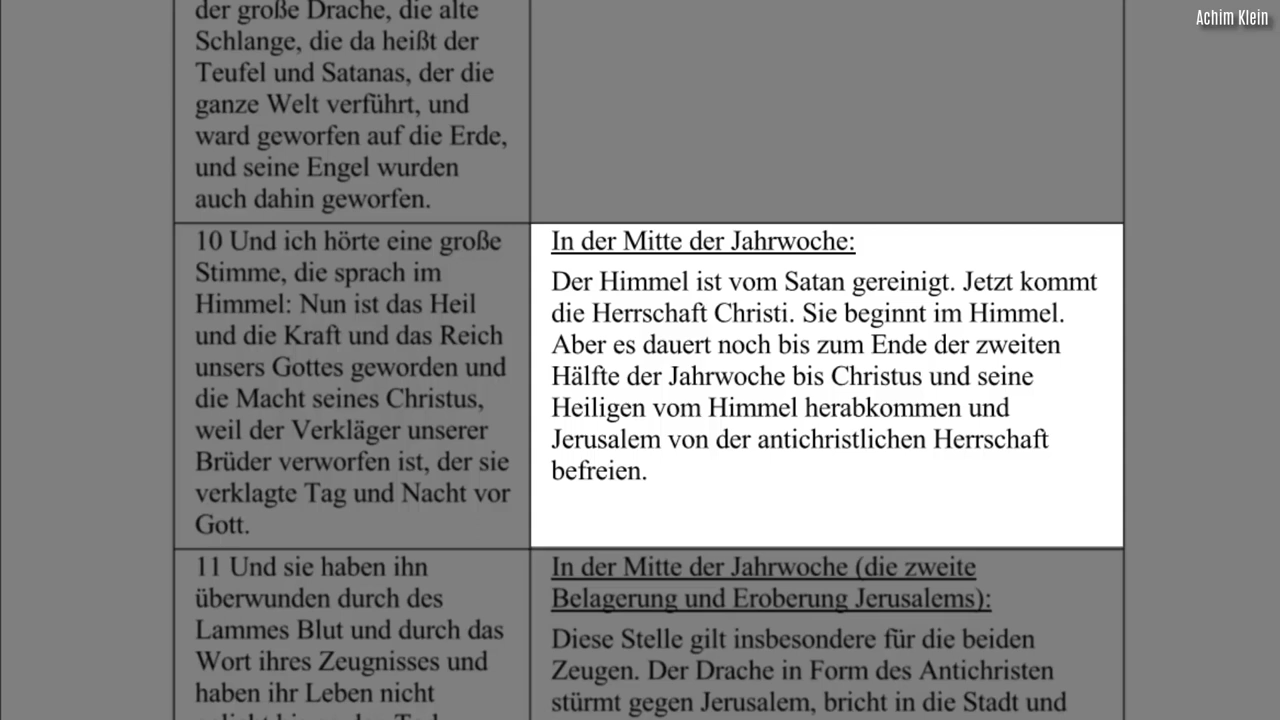 Achim Klein
der große Drache, die alte
Schlange, die da heißt der
Teufel und Satanas, der die
ganze Welt verführt, und
ward geworfen auf die Erde,
und seine Engel wurden
auch dahin geworfen.
10 Und ich hörte eine große
Stimme, die sprach im
Himmel: Nun ist das Heil
und die Kraft und das Reich
unsers Gottes geworden und
die Macht seines Christus,
weil der Verkläger unserer
Brüder verworfen ist, der sie
verklagte Tag und Nacht vor
Gott.
In der Mitte der Jahrwoche:
Der Himmel ist vom Satan gereinigt. Jetzt kommt
die Herrschaft Christi. Sie beginnt im Himmel.
Aber es dauert noch bis zum Ende der zweiten
Hälfte der Jahrwoche bis Christus und seine
Heiligen vom Himmel herabkommen und
Jerusalem von der antichristlichen Herrschaft
befreien.
11 Und sie haben ihn
überwunden durch des
Lammes Blut und durch das
Wort ihres Zeugnisses und
haben ihr Leben nicht
In der Mitte der Jahrwoche (die zweite
Belagerung und Eroberung Jerusalems):
Diese Stelle gilt insbesondere für die beiden
Zeugen. Der Drache in Form des Antichristen
stürmt gegen Jerusalem, bricht in die Stadt und